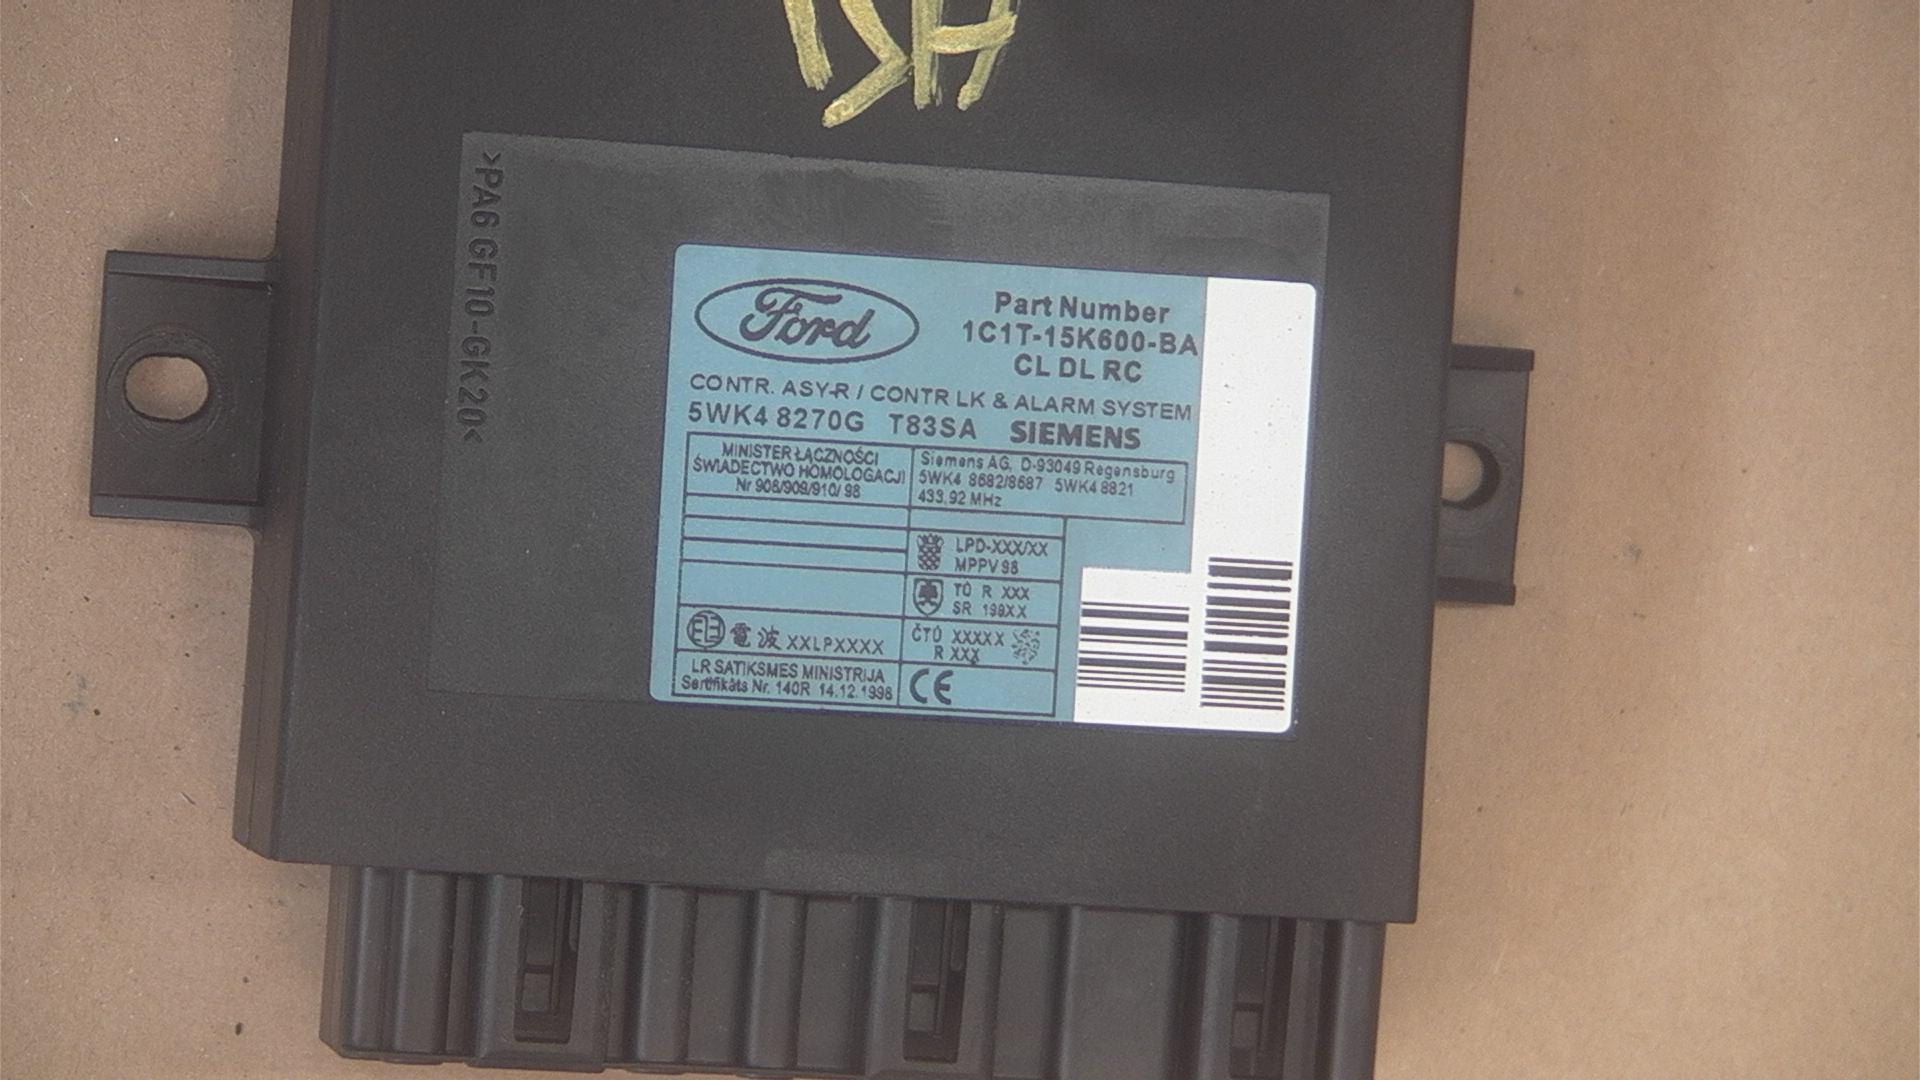 >PA6 GF10-GK20<
Ford
Part Number
1C1T-15K600-BA
CL DL RC
CONTR. ASY-R / CONTR LK & ALARM SYSTEM
5WK4 8270G T83SA SIEMENS
MINISTER ŁĄCZNOŚCI
ŚWIADECTWO HOMOLOGACJI
Nr 908/909/910/ 98
Siemens AG, D-93049 Regensburg
5WK4 8682/8687 5WK4 8821
433,92 MHz
LPD-XXX/XX
MPPV 98
TÚ R XXX
SR 199XX
電波 XXLPXXXX
ČTÚ XXXXX
R XXX
LR SATIKSMES MINISTRIJA
Sertifikāts Nr. 140R 14.12.1998
CE